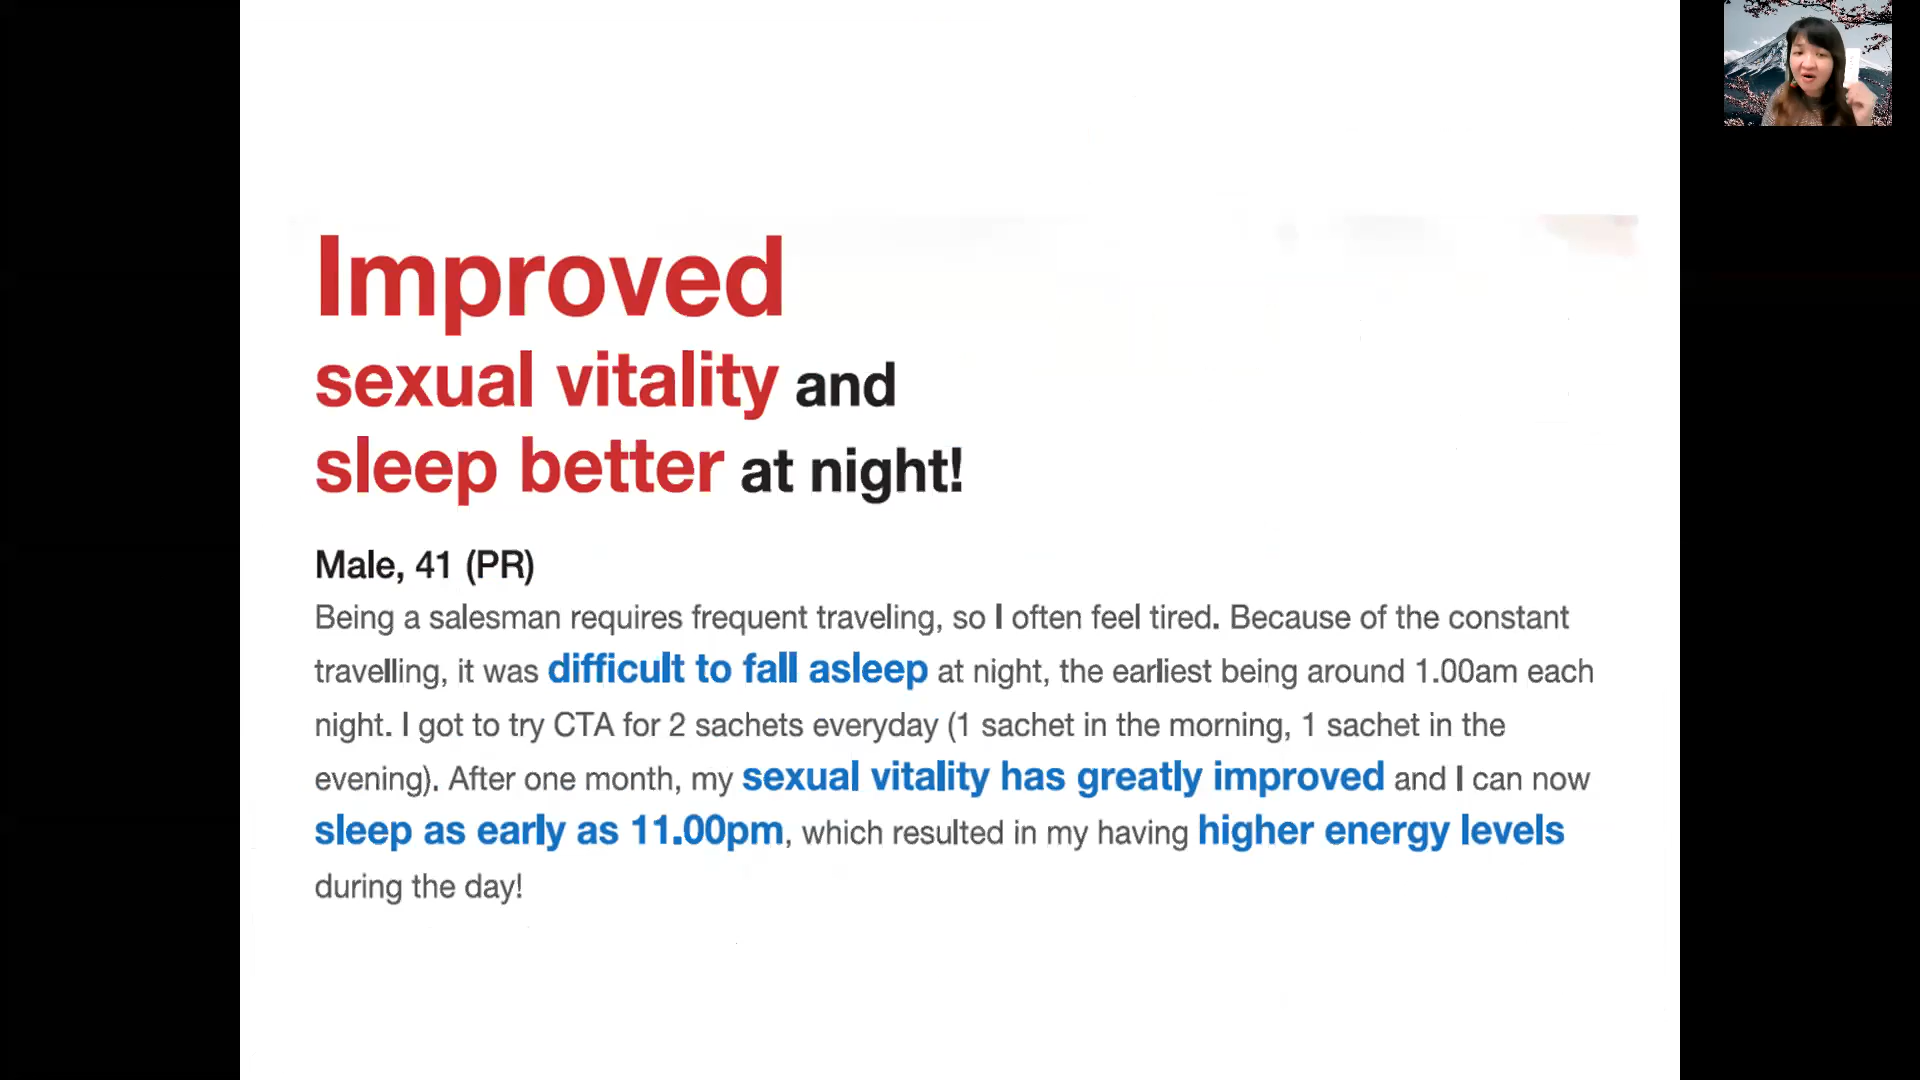 Improved
sexual vitality and
sleep better at night!
Male, 41 (PR)
Being a salesman requires frequent traveling, so I often feel tired. Because of the constant
travelling, it was difficult to fall asleep at night, the earliest being around 1.00am each
night. I got to try CTA for 2 sachets everyday (1 sachet in the morning, 1 sachet in the
evening). After one month, my sexual vitality has greatly improved and I can now
sleep as early as 11.00pm, which resulted in my having higher energy levels
during the day!